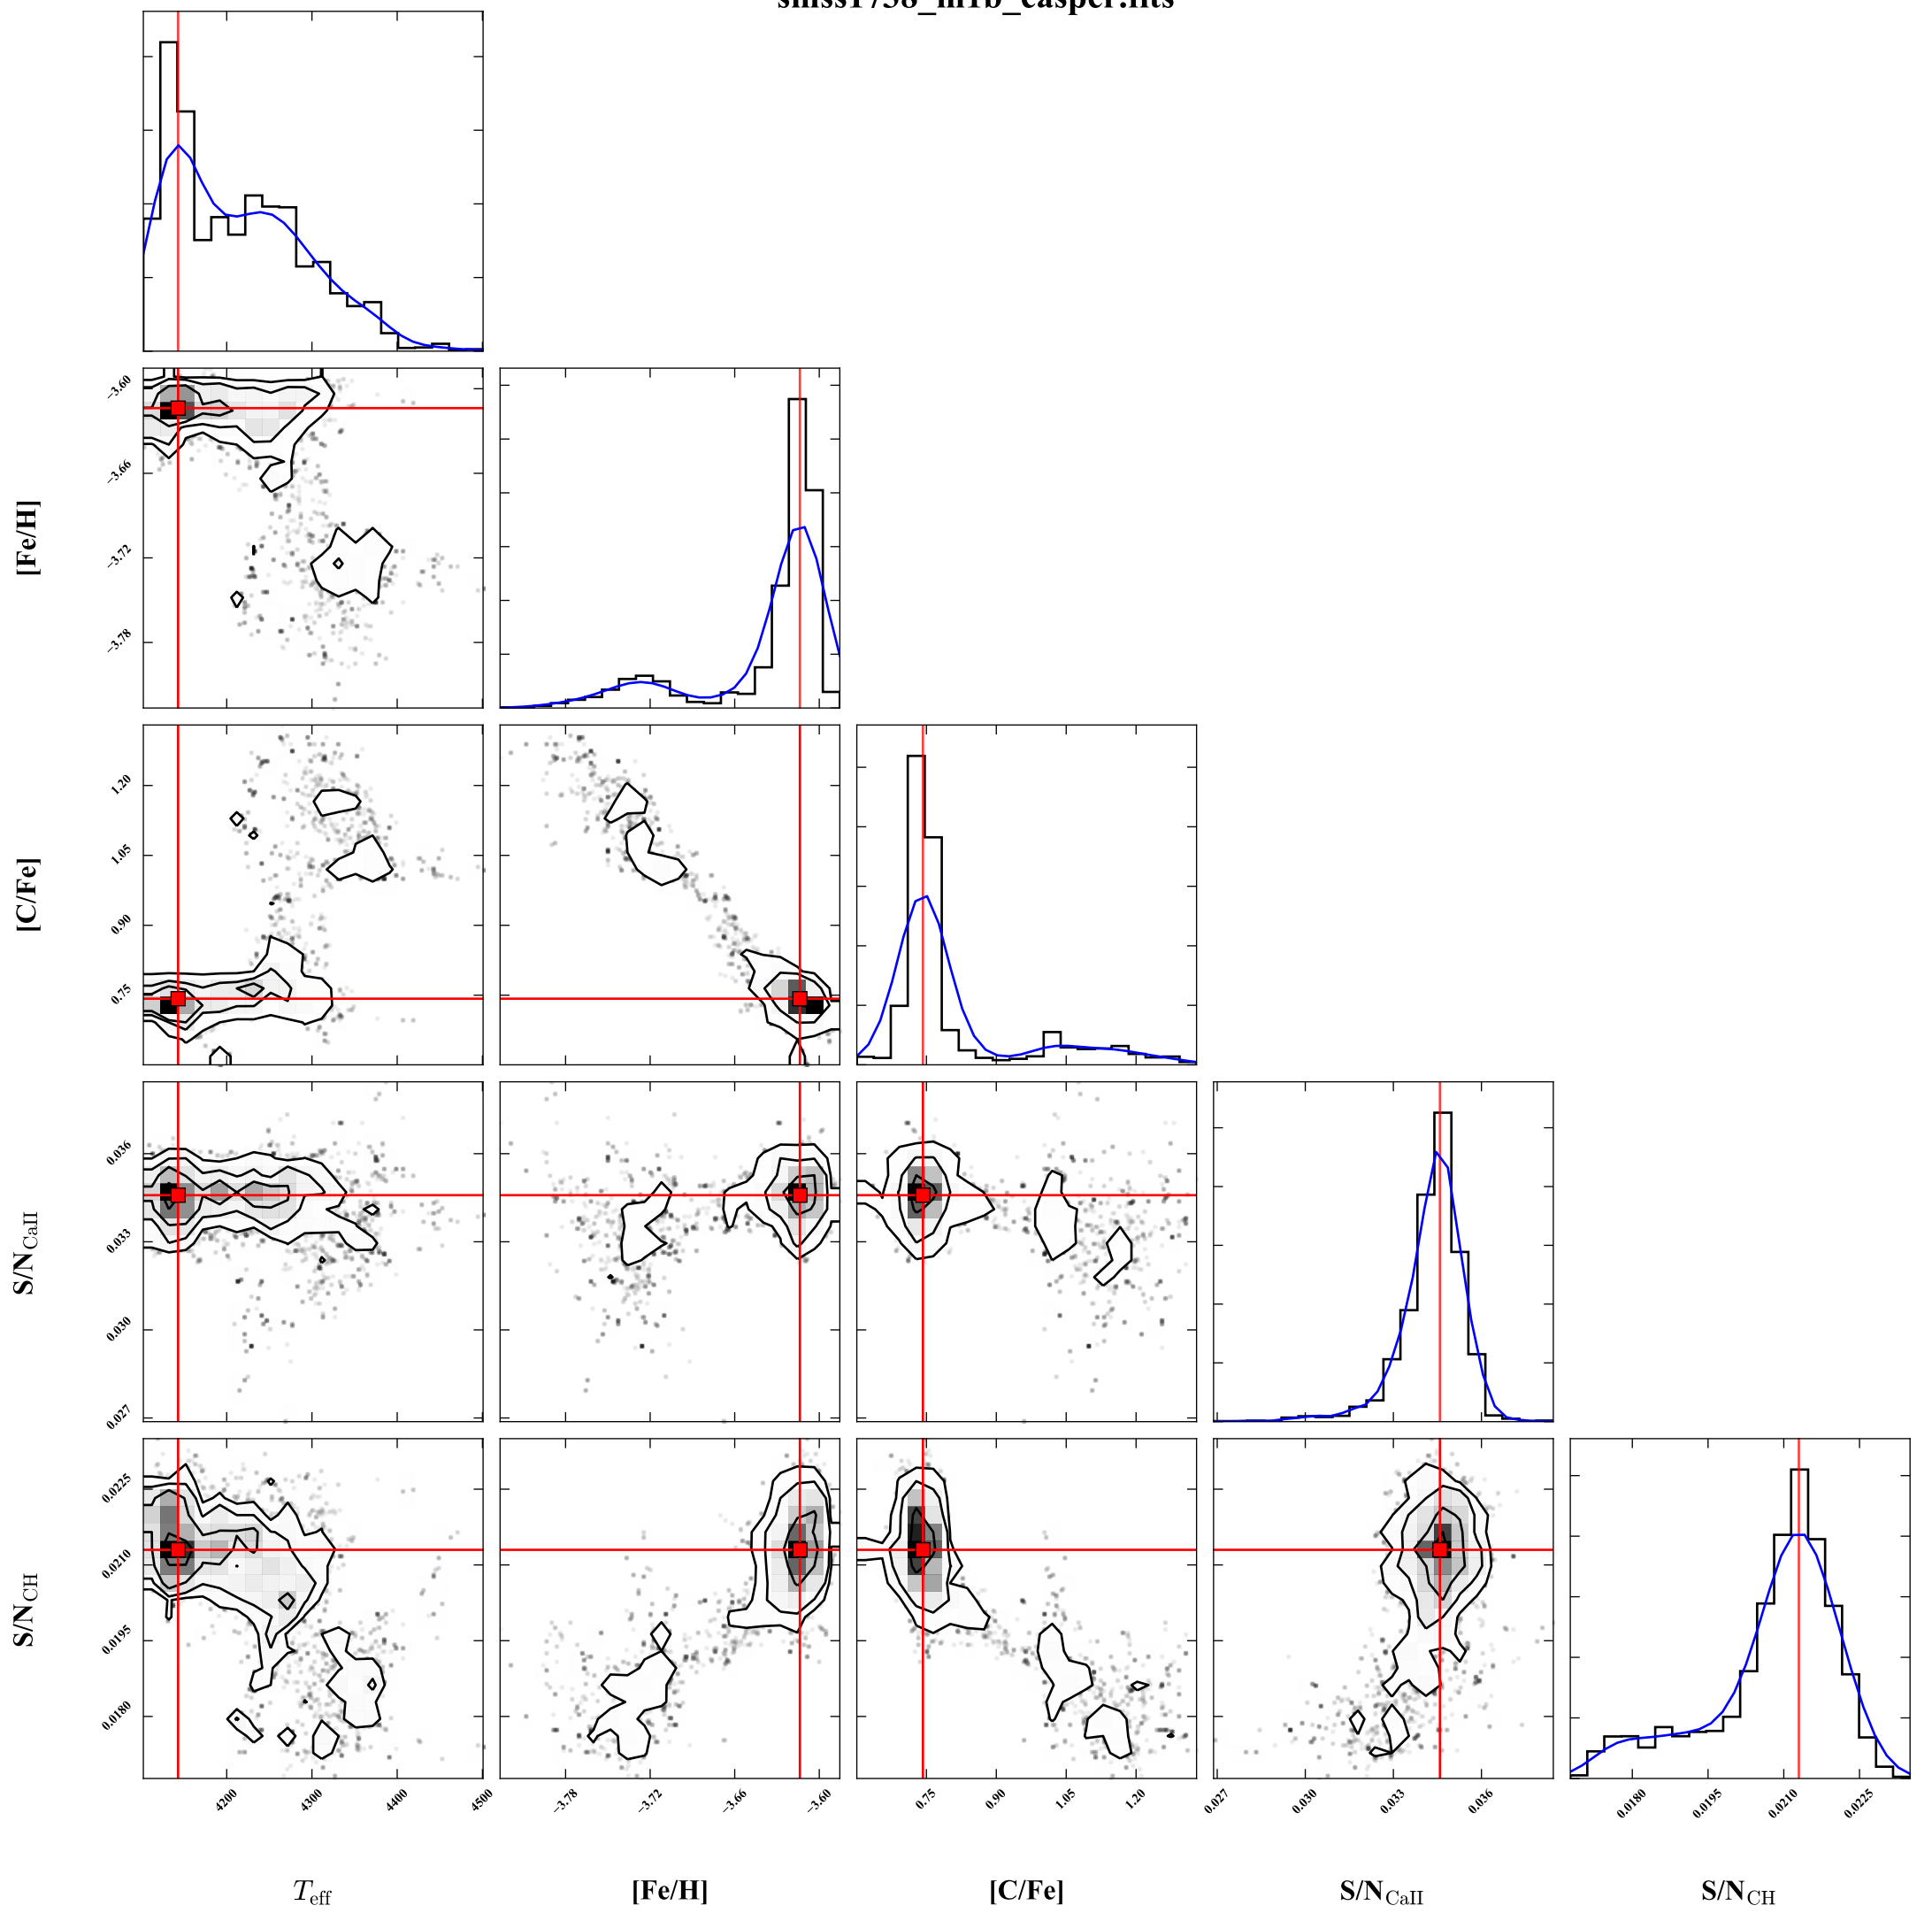 [Fe/H]
−3.60
−3.66
−3.72
−3.78
[C/Fe]
1.20
1.05
0.90
0.75
S/N_CaII
0.036
0.033
0.030
0.027
S/N_CH
0.0225
0.0210
0.0195
0.0180
4200 4300 4400 4500
−3.78 −3.72 −3.66 −3.60
0.75 0.90 1.05 1.20
0.027 0.030 0.033 0.036
0.0180 0.0195 0.0210 0.0225
T_eff [Fe/H] [C/Fe] S/N_CaII S/N_CH